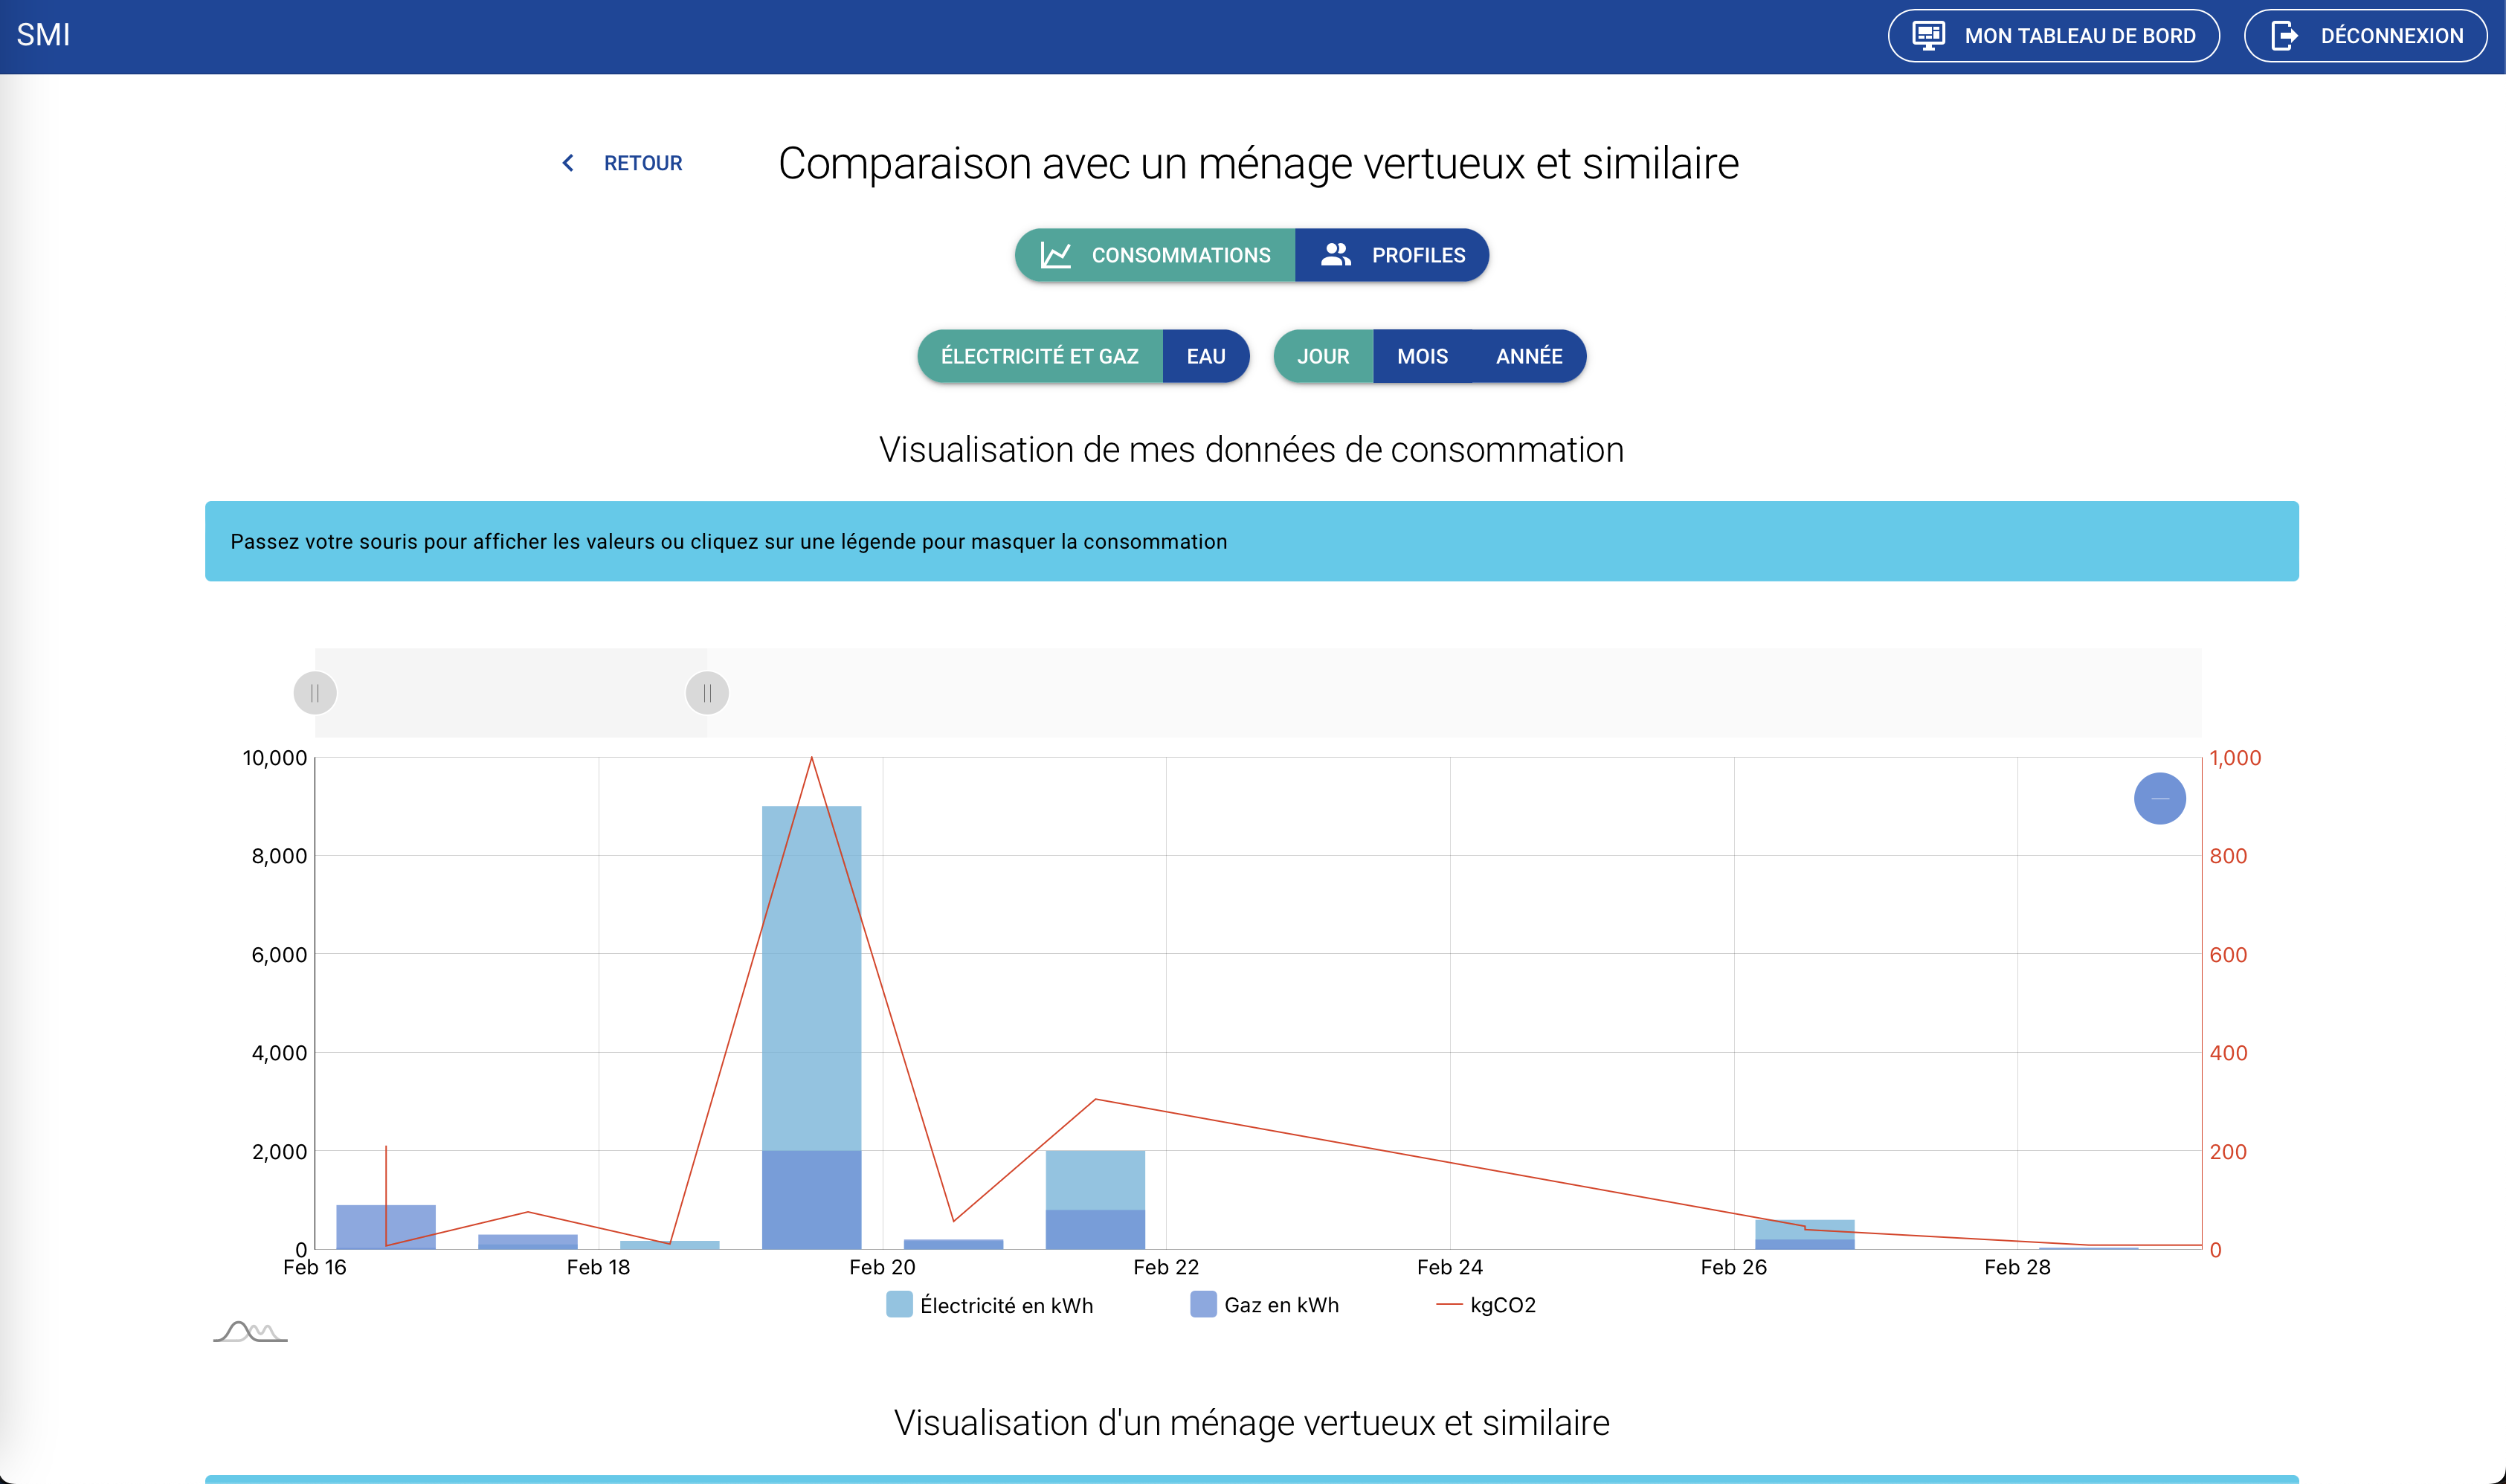 SMI
MON TABLEAU DE BORD
DÉCONNEXION
RETOUR
Comparaison avec un ménage vertueux et similaire
CONSOMMATIONS
PROFILES
ÉLECTRICITÉ ET GAZ
EAU
JOUR
MOIS
ANNÉE
Visualisation de mes données de consommation
Passez votre souris pour afficher les valeurs ou cliquez sur une légende pour masquer la consommation
10,000
8,000
6,000
4,000
2,000
0
1,000
800
600
400
200
0
Feb 16
Feb 18
Feb 20
Feb 22
Feb 24
Feb 26
Feb 28
Électricité en kWh
Gaz en kWh
kgCO2
Visualisation d'un ménage vertueux et similaire